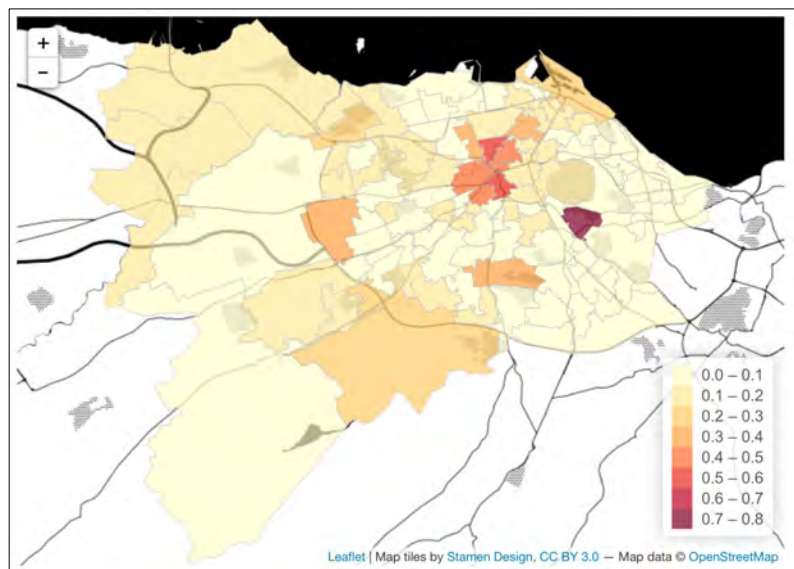 +
−
0.0 – 0.1
0.1 – 0.2
0.2 – 0.3
0.3 – 0.4
0.4 – 0.5
0.5 – 0.6
0.6 – 0.7
0.7 – 0.8
Leaflet | Map tiles by Stamen Design, CC BY 3.0 — Map data © OpenStreetMap